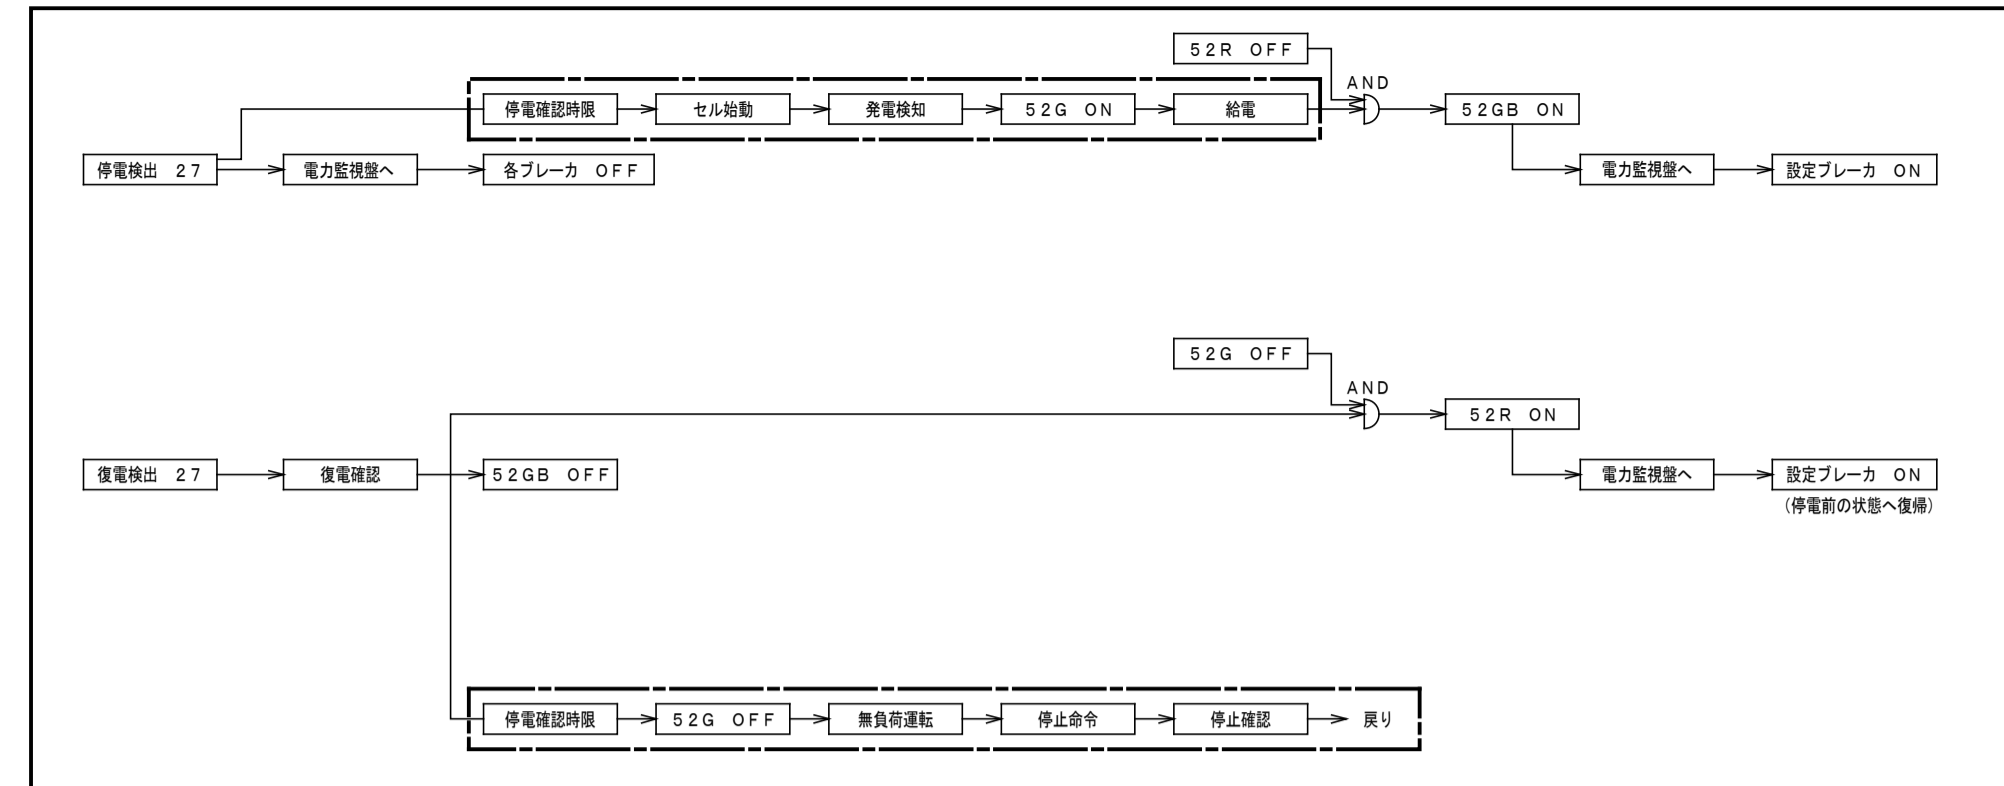 52R OFF
AND
停電確認時限
セル始動
発電検知
52G ON
給電
52GB ON
停電検出 27
電力監視盤へ
各ブレーカ OFF
電力監視盤へ
設定ブレーカ ON
52G OFF
AND
52R ON
復電検出 27
復電確認
52GB OFF
電力監視盤へ
設定ブレーカ ON
(停電前の状態へ復帰)
停電確認時限
52G OFF
無負荷運転
停止命令
停止確認
戻り